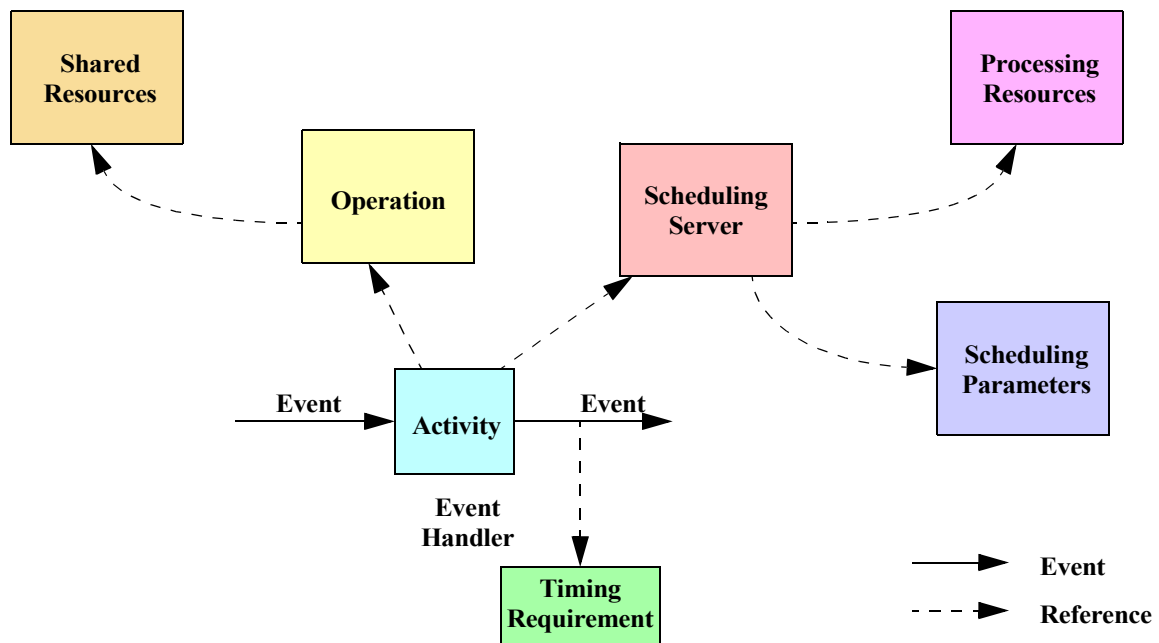 Shared
Resources
Processing
Resources
Operation
Scheduling
Server
Scheduling
Parameters
Event
Activity
Event
Event
Handler
Timing
Requirement
Event
Reference